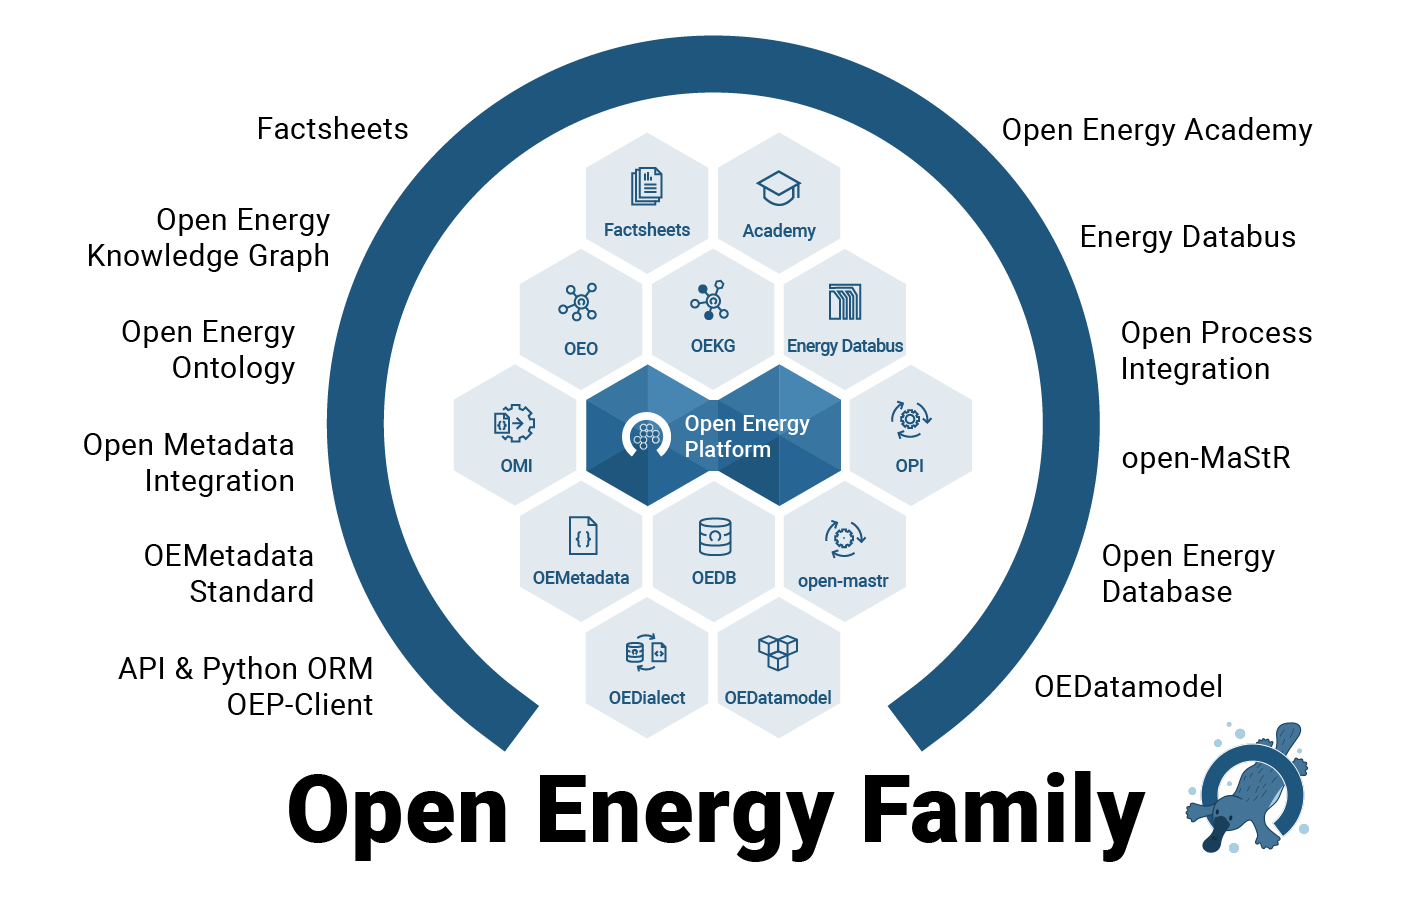 Factsheets
Open Energy
Knowledge Graph
Open Energy
Ontology
Open Metadata
Integration
OEMetadata
Standard
API & Python ORM
OEP-Client
Factsheets
Academy
OEO
OEKG
Energy Databus
OMI
Open Energy
Platform
OPI
OEMetadata
OEDB
open-mastr
OEDialect
OEDatamodel
Open Energy Academy
Energy Databus
Open Process
Integration
open-MaStR
Open Energy
Database
OEDatamodel
Open Energy Family